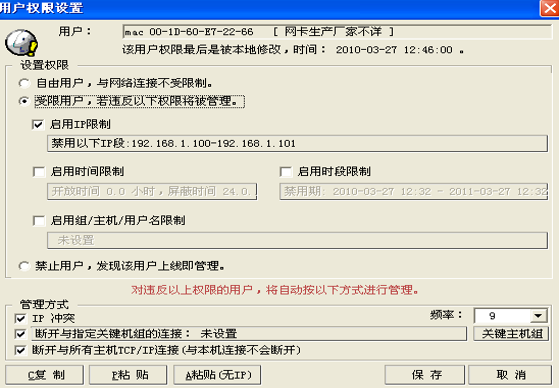 用户权限设置
用户： mac 00-1D-60-E7-22-66 [ 网卡生产厂家不详 ]
该用户权限最后是被本地修改，时间： 2010-03-27 12:46:00 。
设置权限
自由用户，与网络连接不受限制。
受限用户，若违反以下权限将被管理。
启用IP限制
禁用以下IP段:192.168.1.100-192.168.1.101
启用时间限制 启用时段限制
开放时间 0.0 小时，屏蔽时间 24.0. 禁用期: 2010-03-27 12:32 - 2011-03-27 12:32
启用组/主机/用户名限制
未设置
禁止用户，发现该用户上线即管理。
对违反以上权限的用户，将自动按以下方式进行管理。
管理方式
IP 冲突 频率： 9
断开与指定关键机组的连接： 未设置 关键主机组
断开与所有主机TCP/IP连接(与本机连接不会断开)
C复 制 P粘 贴 A粘贴(无IP) 保 存 取 消